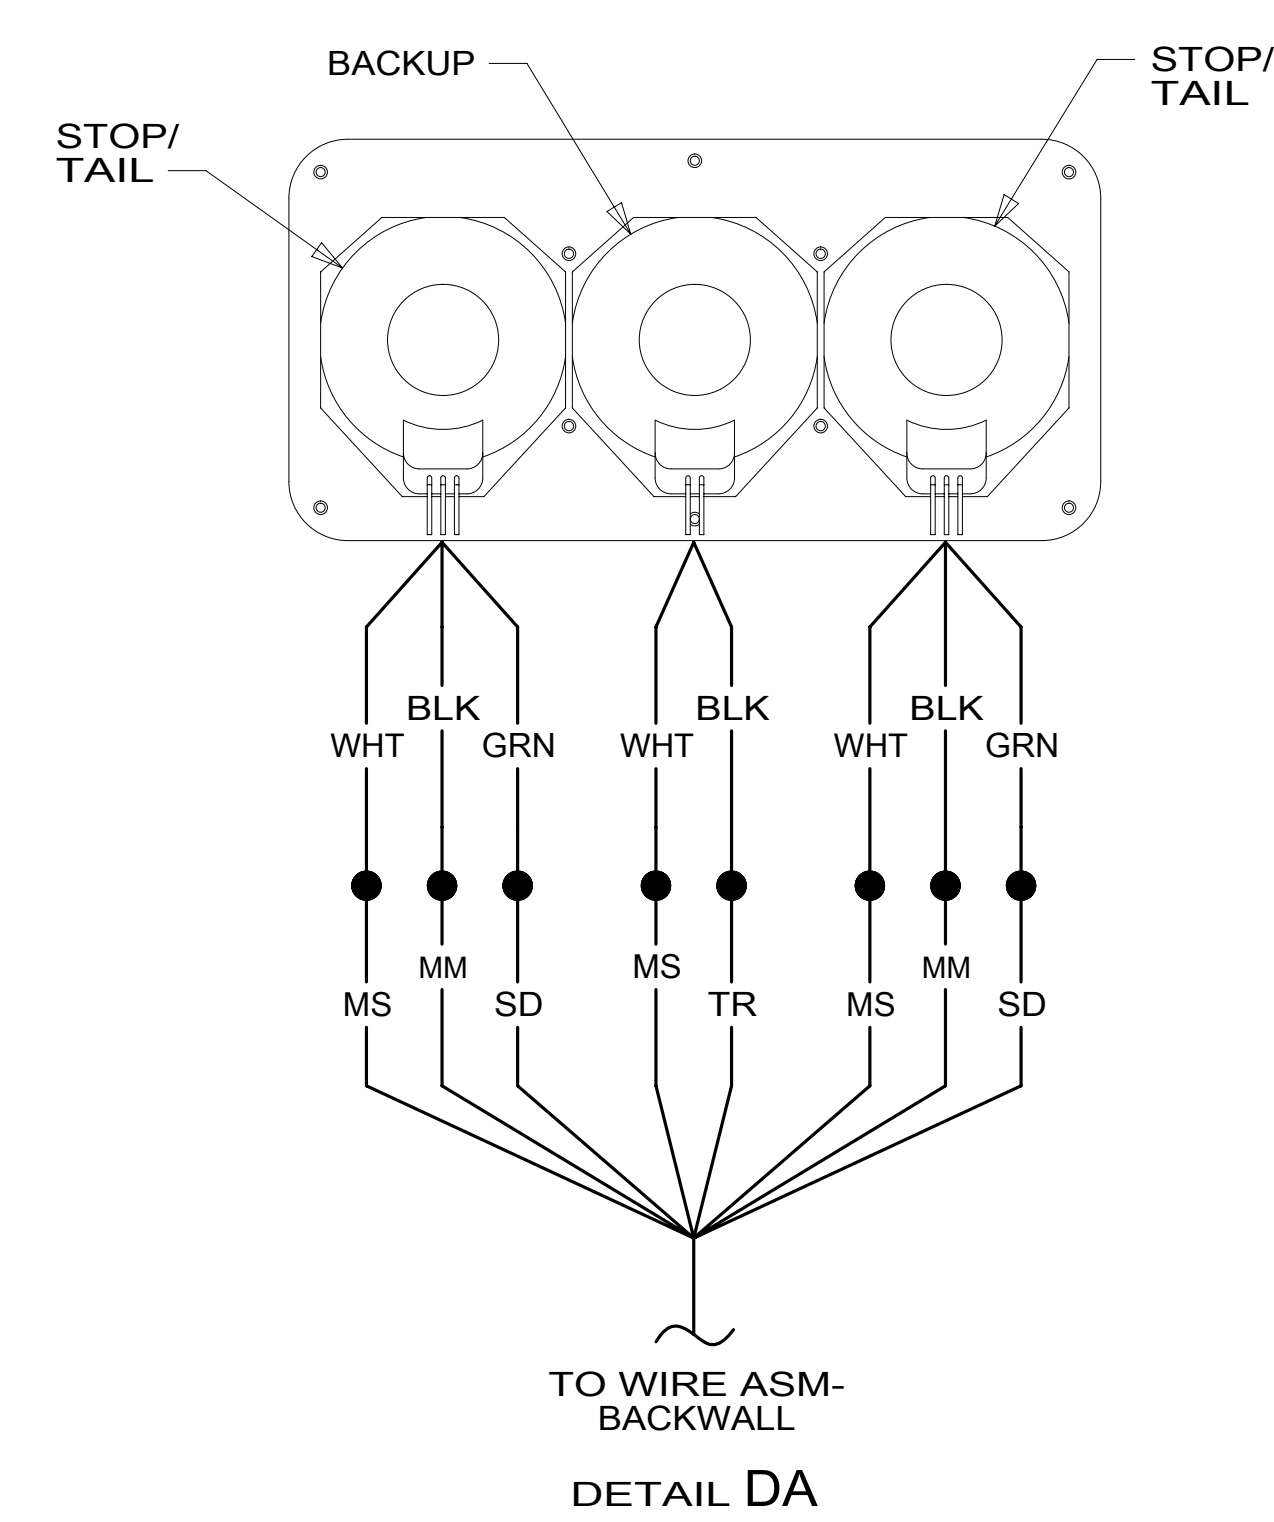 BACKUP
STOP/
TAIL
STOP/
TAIL
BLK BLK BLK
WHT GRN WHT WHT GRN
MM MS MM
MS SD TR MS SD
TO WIRE ASM-
BACKWALL
DETAIL DA